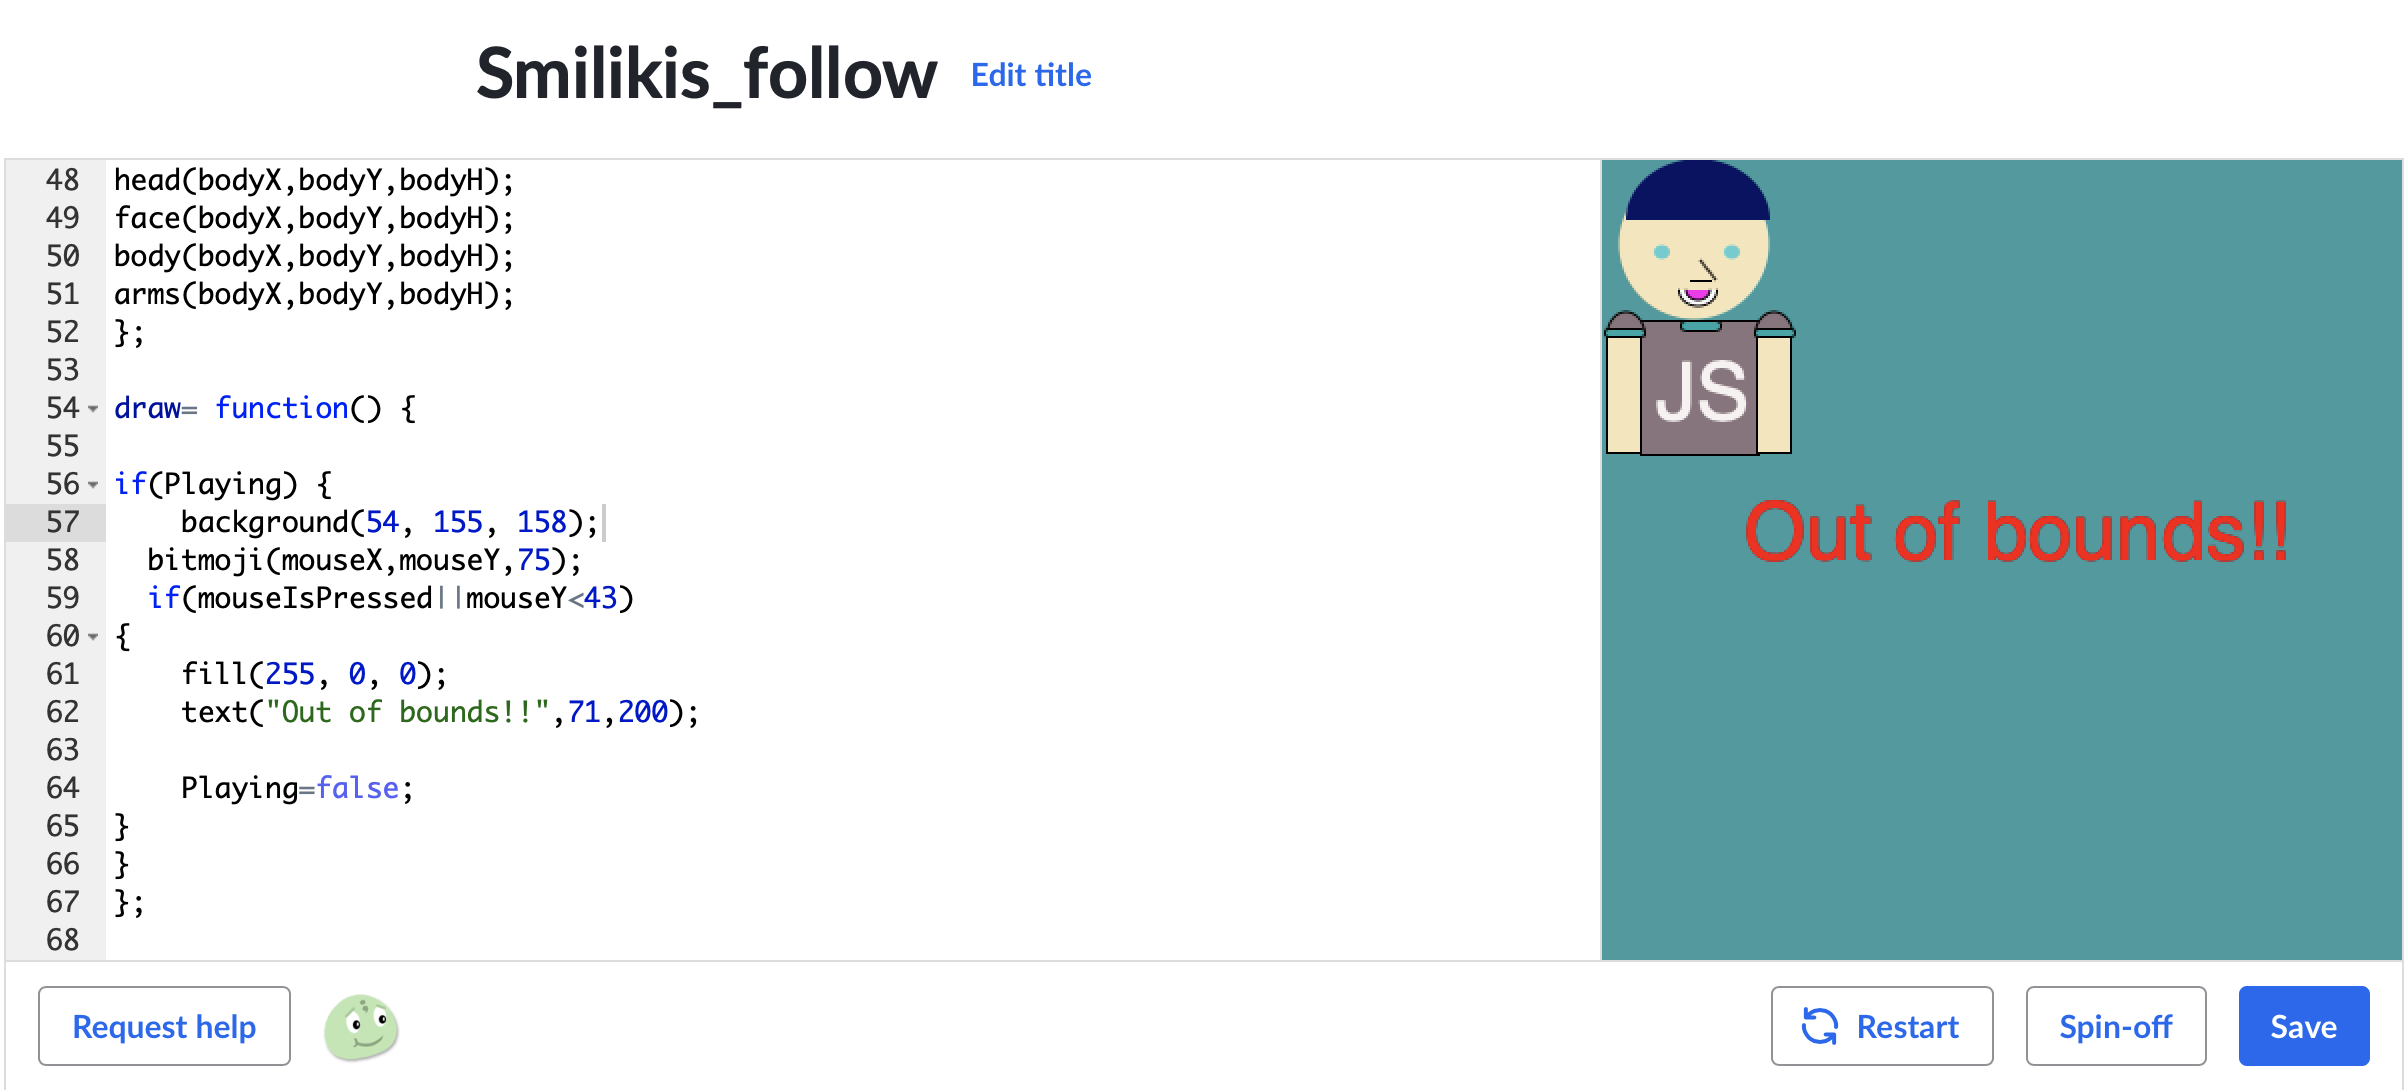 Smilikis_follow Edit title
48 head(bodyX,bodyY,bodyH);
49 face(bodyX,bodyY,bodyH);
50 body(bodyX,bodyY,bodyH);
51 arms(bodyX,bodyY,bodyH);
52 };
53
54 draw= function() {
55
56 if(Playing) {
57     background(54, 155, 158);
58   bitmoji(mouseX,mouseY,75);
59   if(mouseIsPressed||mouseY<43)
60 {
61     fill(255, 0, 0);
62     text("Out of bounds!!",71,200);
63
64     Playing=false;
65 }
66 }
67 };
68
JS
Out of bounds!!
Request help Restart Spin-off Save